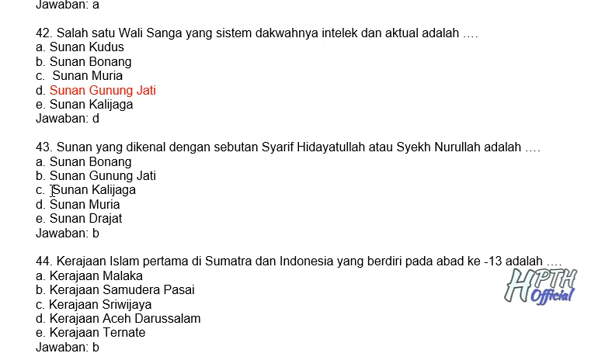 Jawaban: a
42. Salah satu Wali Sanga yang sistem dakwahnya intelek dan aktual adalah ….
a. Sunan Kudus
b. Sunan Bonang
c. Sunan Muria
d. Sunan Gunung Jati
e. Sunan Kalijaga
Jawaban: d
43. Sunan yang dikenal dengan sebutan Syarif Hidayatullah atau Syekh Nurullah adalah ….
a. Sunan Bonang
b. Sunan Gunung Jati
c. Sunan Kalijaga
d. Sunan Muria
e. Sunan Drajat
Jawaban: b
44. Kerajaan Islam pertama di Sumatra dan Indonesia yang berdiri pada abad ke -13 adalah ….
a. Kerajaan Malaka
b. Kerajaan Samudera Pasai
c. Kerajaan Sriwijaya
d. Kerajaan Aceh Darussalam
e. Kerajaan Ternate
Jawaban: b
HPTH
Official